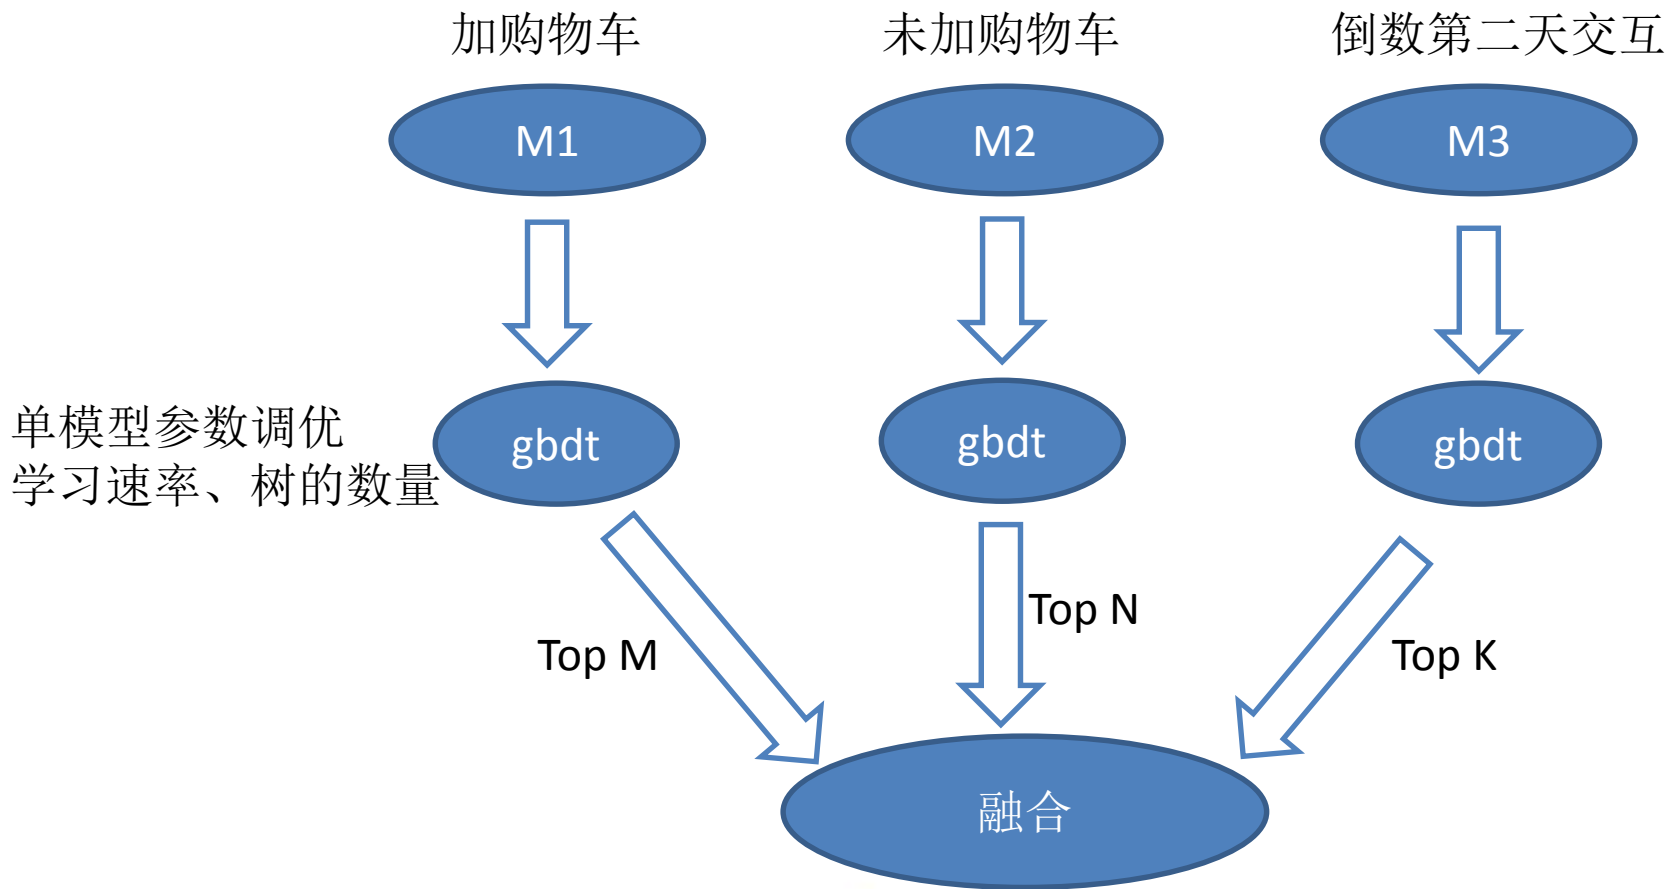 加购物车
未加购物车
倒数第二天交互
M1
M2
M3
单模型参数调优
学习速率、树的数量
gbdt
gbdt
gbdt
Top M
Top N
Top K
融合